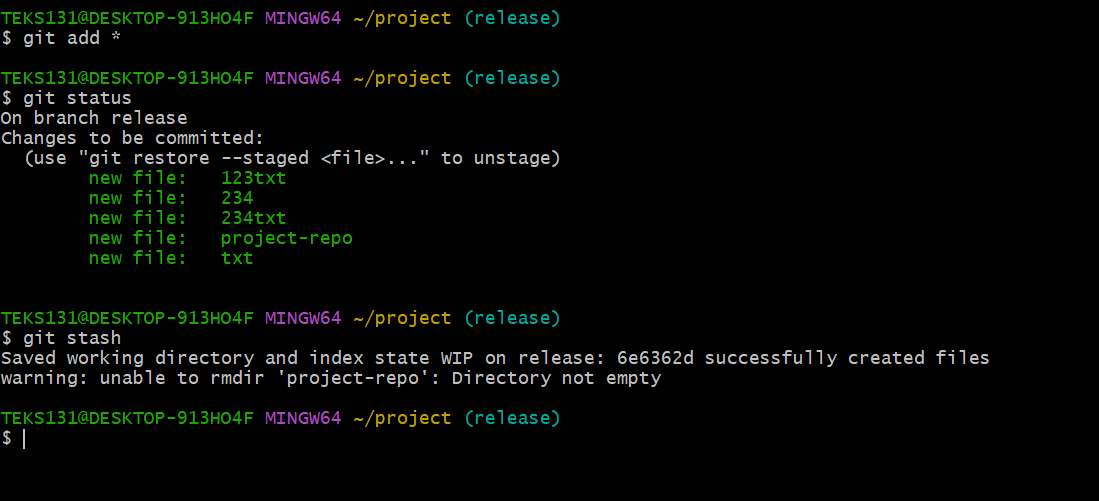 TEKS131@DESKTOP-913HO4F MINGW64 ~/project (release)
$ git add *
TEKS131@DESKTOP-913HO4F MINGW64 ~/project (release)
$ git status
On branch release
Changes to be committed:
  (use "git restore --staged <file>..." to unstage)
        new file:   123txt
        new file:   234
        new file:   234txt
        new file:   project-repo
        new file:   txt
TEKS131@DESKTOP-913HO4F MINGW64 ~/project (release)
$ git stash
Saved working directory and index state WIP on release: 6e6362d successfully created files
warning: unable to rmdir 'project-repo': Directory not empty
TEKS131@DESKTOP-913HO4F MINGW64 ~/project (release)
$